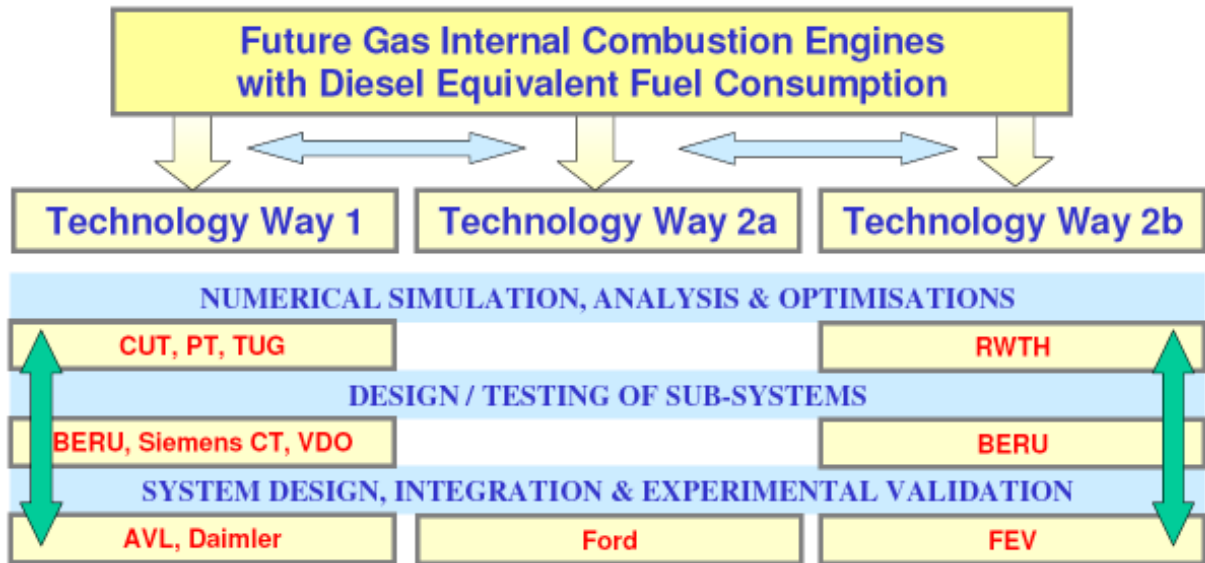 Future Gas Internal Combustion Engines
with Diesel Equivalent Fuel Consumption
Technology Way 1
Technology Way 2a
Technology Way 2b
NUMERICAL SIMULATION, ANALYSIS & OPTIMISATIONS
CUT, PT, TUG
RWTH
DESIGN / TESTING OF SUB-SYSTEMS
BERU, Siemens CT, VDO
BERU
SYSTEM DESIGN, INTEGRATION & EXPERIMENTAL VALIDATION
AVL, Daimler
Ford
FEV